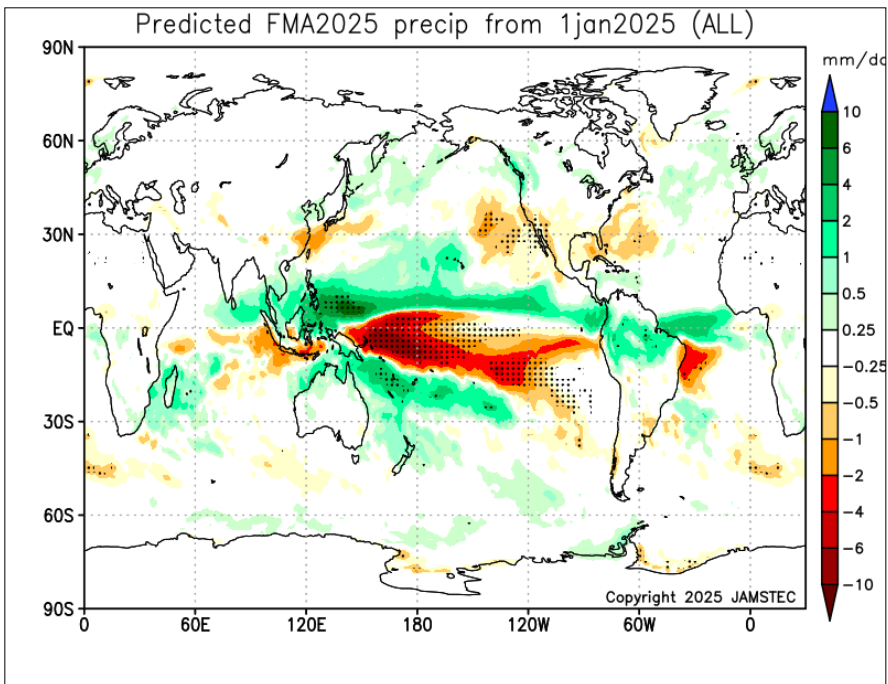 Predicted FMA2025 precip from 1jan2025 (ALL)
mm/da
90N
60N
30N
EQ
30S
60S
90S
0
60E
120E
180
120W
60W
0
10
6
4
2
1
0.5
0.25
-0.25
-0.5
-1
-2
-4
-6
-10
Copyright 2025 JAMSTEC